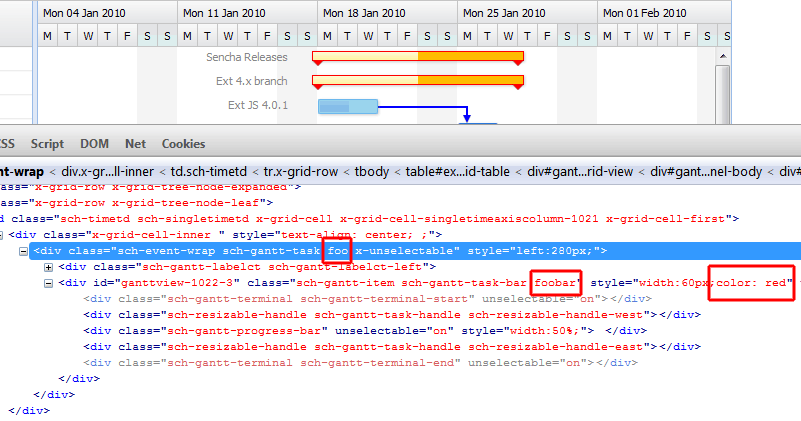 Mon 04 Jan 2010 Mon 11 Jan 2010 Mon 18 Jan 2010 Mon 25 Jan 2010 Mon 01 Feb 2010
M T W T F S S M T W T F S S M T W T F S S M T W T F S S M T W T F S S
Sencha Releases
Ext 4.x branch
Ext JS 4.0.1
CSS Script DOM Net Cookies
nt-wrap < div.x-gr...ll-inner < td.sch-timetd < tr.x-grid-row < tbody < table#ex...id-table < div#gant...rid-view < div#gant...nel-body < div#
lass="x-grid-row x-grid-tree-node-expanded">
lass="x-grid-row x-grid-tree-node-leaf">
d class="sch-timetd sch-singletimetd x-grid-cell x-grid-cell-singletimeaxiscolumn-1021 x-grid-cell-first">
<div class="x-grid-cell-inner " style="text-align: center; ;">
<div class="sch-event-wrap sch-gantt-task foo x-unselectable" style="left:280px;">
<div class="sch-gantt-labelct sch-gantt-labelct-left">
<div id="ganttview-1022-3" class="sch-gantt-item sch-gantt-task-bar foobar" style="width:60px;color: red"
<div class="sch-gantt-terminal sch-gantt-terminal-start" unselectable="on"></div>
<div class="sch-resizable-handle sch-gantt-task-handle sch-resizable-handle-west"></div>
<div class="sch-gantt-progress-bar" unselectable="on" style="width:50%;"> </div>
<div class="sch-resizable-handle sch-gantt-task-handle sch-resizable-handle-east"></div>
<div class="sch-gantt-terminal sch-gantt-terminal-end" unselectable="on"></div>
</div>
</div>
</div>